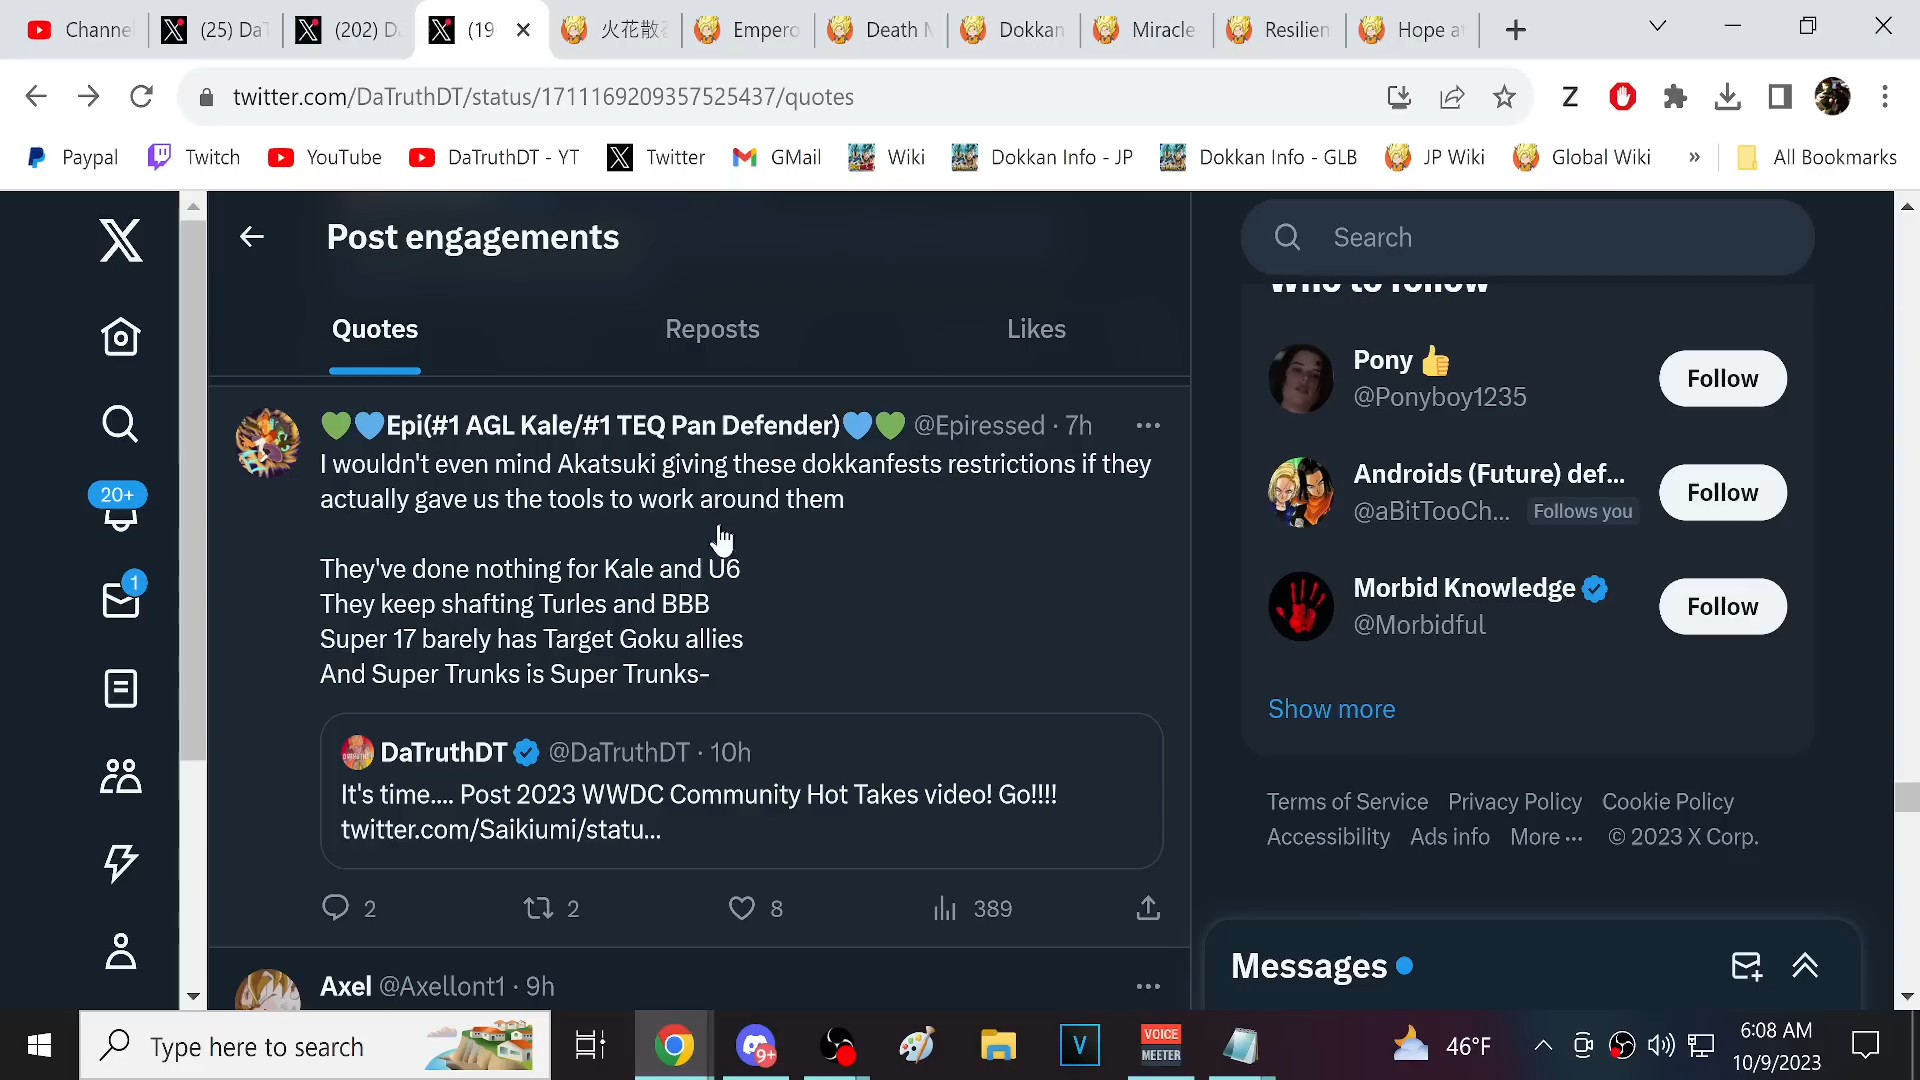 Channe
(25) DaT
(202) D
(19
火花散
Empero
Death
Dokkan
Miracle
Resilien
Hope a
twitter.com/DaTruthDT/status/1711169209357525437/quotes
Paypal
Twitch
YouTube
DaTruthDT - YT
Twitter
GMail
Wiki
Dokkan Info - JP
Dokkan Info - GLB
JP Wiki
Global Wiki
»
All Bookmarks
Post engagements
Search
Quotes
Reposts
Likes
20+
1
💚💙Epi(#1 AGL Kale/#1 TEQ Pan Defender)💙💚 @Epiressed · 7h
I wouldn't even mind Akatsuki giving these dokkanfests restrictions if they
actually gave us the tools to work around them
They've done nothing for Kale and U6
They keep shafting Turles and BBB
Super 17 barely has Target Goku allies
And Super Trunks is Super Trunks-
DaTruthDT @DaTruthDT · 10h
It's time.... Post 2023 WWDC Community Hot Takes video! Go!!!!
twitter.com/Saikiumi/statu...
2
2
8
389
Axel @Axellont1 · 9h
Who to follow
Pony 👍
@Ponyboy1235
Follow
Androids (Future) def...
@aBitTooCh... Follows you
Follow
Morbid Knowledge
@Morbidful
Follow
Show more
Terms of Service Privacy Policy Cookie Policy
Accessibility Ads info More ··· © 2023 X Corp.
Messages
Type here to search
9+
V
VOICE
MEETER
46°F
6:08 AM
10/9/2023